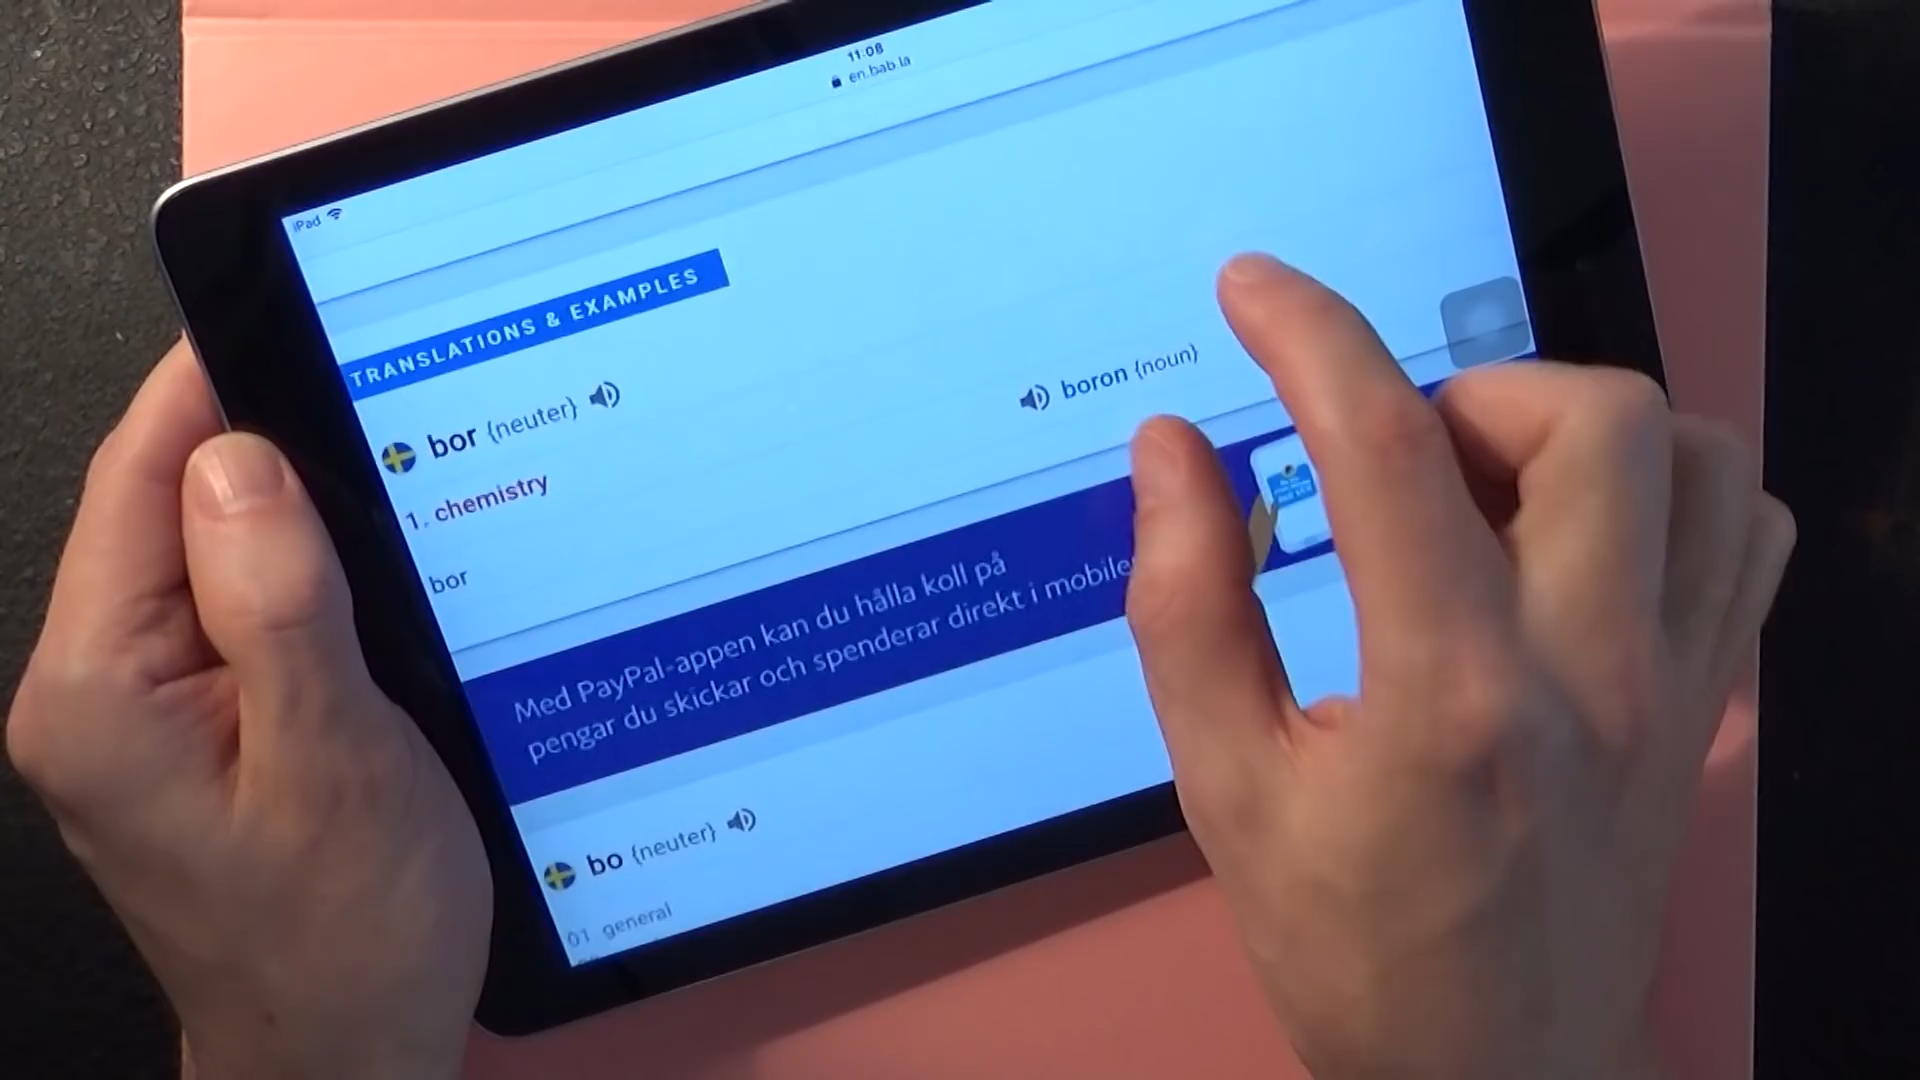 11:08
iPad
en.bab.la
TRANSLATIONS & EXAMPLES
bor {neuter}
boron {noun}
1. chemistry
bor
Med PayPal-appen kan du hålla koll på
pengar du skickar och spenderar direkt i
bo {neuter}
01 general